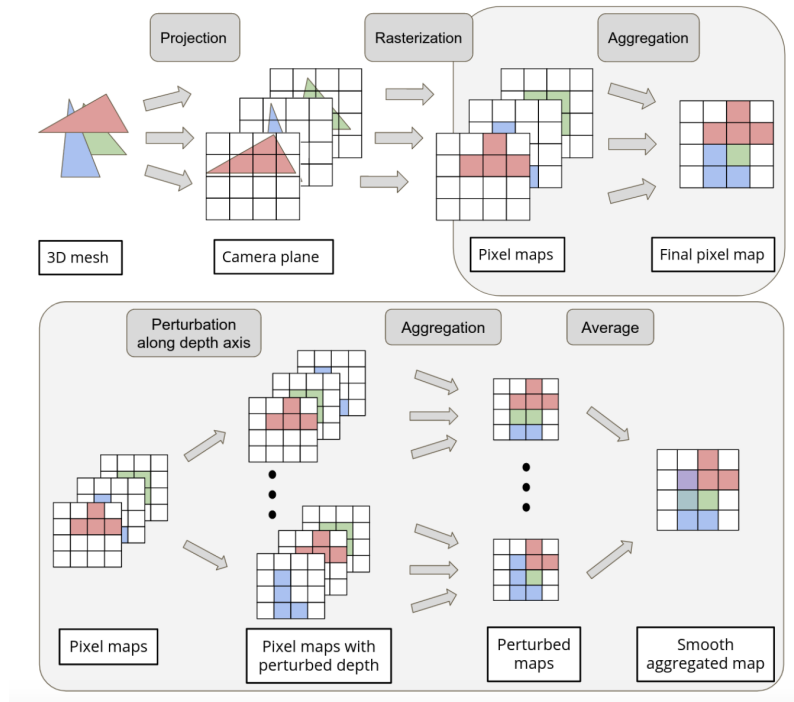 Projection
Rasterization
Aggregation
3D mesh
Camera plane
Pixel maps
Final pixel map
Perturbation
along depth axis
Aggregation
Average
Pixel maps
Pixel maps with
perturbed depth
Perturbed
maps
Smooth
aggregated map